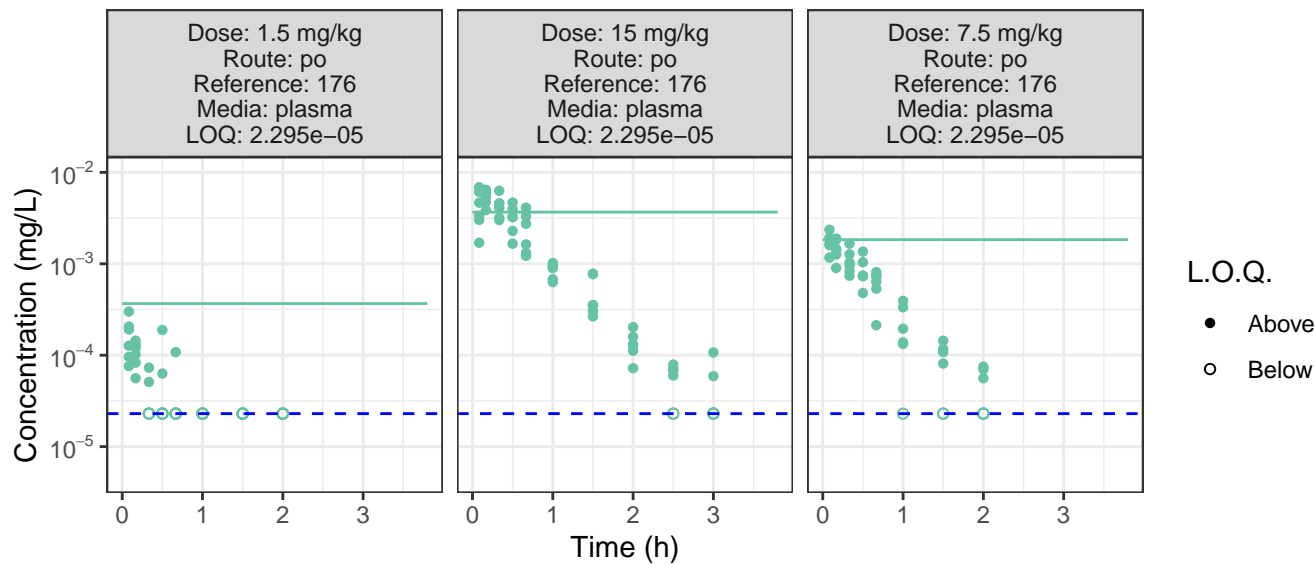 Dose: 1.5 mg/kg
Route: po
Reference: 176
Media: plasma
LOQ: 2.295e−05
Dose: 15 mg/kg
Route: po
Reference: 176
Media: plasma
LOQ: 2.295e−05
Dose: 7.5 mg/kg
Route: po
Reference: 176
Media: plasma
LOQ: 2.295e−05
Concentration (mg/L)
10⁻²
10⁻³
10⁻⁴
10⁻⁵
0 1 2 3
0 1 2 3
0 1 2 3
Time (h)
L.O.Q.
Above
Below